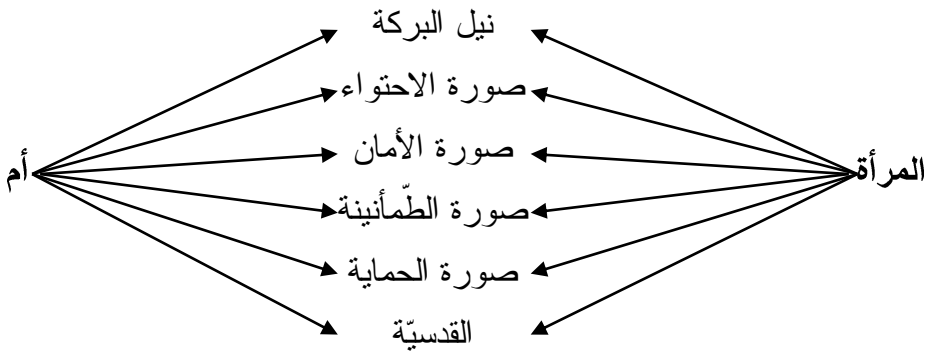 نيل البركة
صورة الاحتواء
صورة الأمان
المرأة
أم
صورة الطّمأنينة
صورة الحماية
القدسيّة